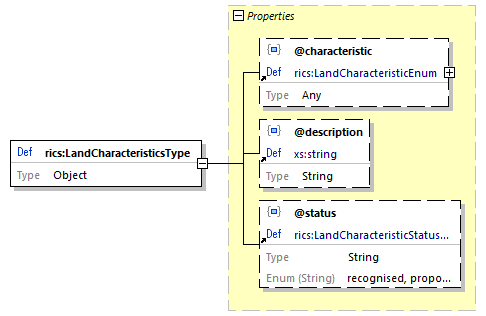 Properties
@characteristic
Def rics:LandCharacteristicEnum
Type Any
Def rics:LandCharacteristicsType
Type Object
@description
Def xs:string
Type String
@status
Def rics:LandCharacteristicStatus...
Type String
Enum (String) recognised, propo...